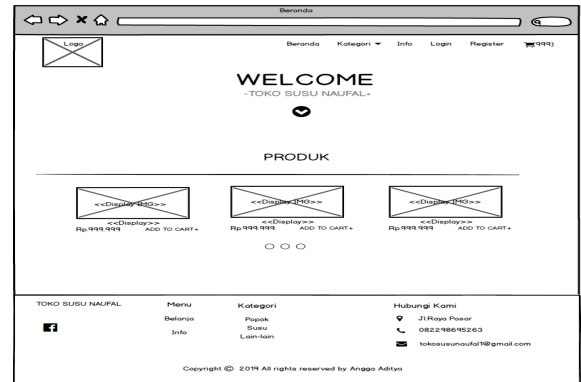 Beranda
Logo Beranda Kategori Info Login Register (999)
WELCOME
-TOKO SUSU NAUFAL-
PRODUK
<<Display IMG>> <<Display IMG>> <<Display IMG>>
<<Display>> <<Display>> <<Display>>
Rp.999.999 ADD TO CART+ Rp.999.999 ADD TO CART+ Rp.999.999 ADD TO CART+
TOKO SUSU NAUFAL Menu Kategori Hubungi Kami
Belanja Popok Jl.Raya Pasar
Info Susu 082298695263
Lain-lain tokosusunaufal1@gmail.com
Copyright © 2019 All rights reserved by Angga Aditya